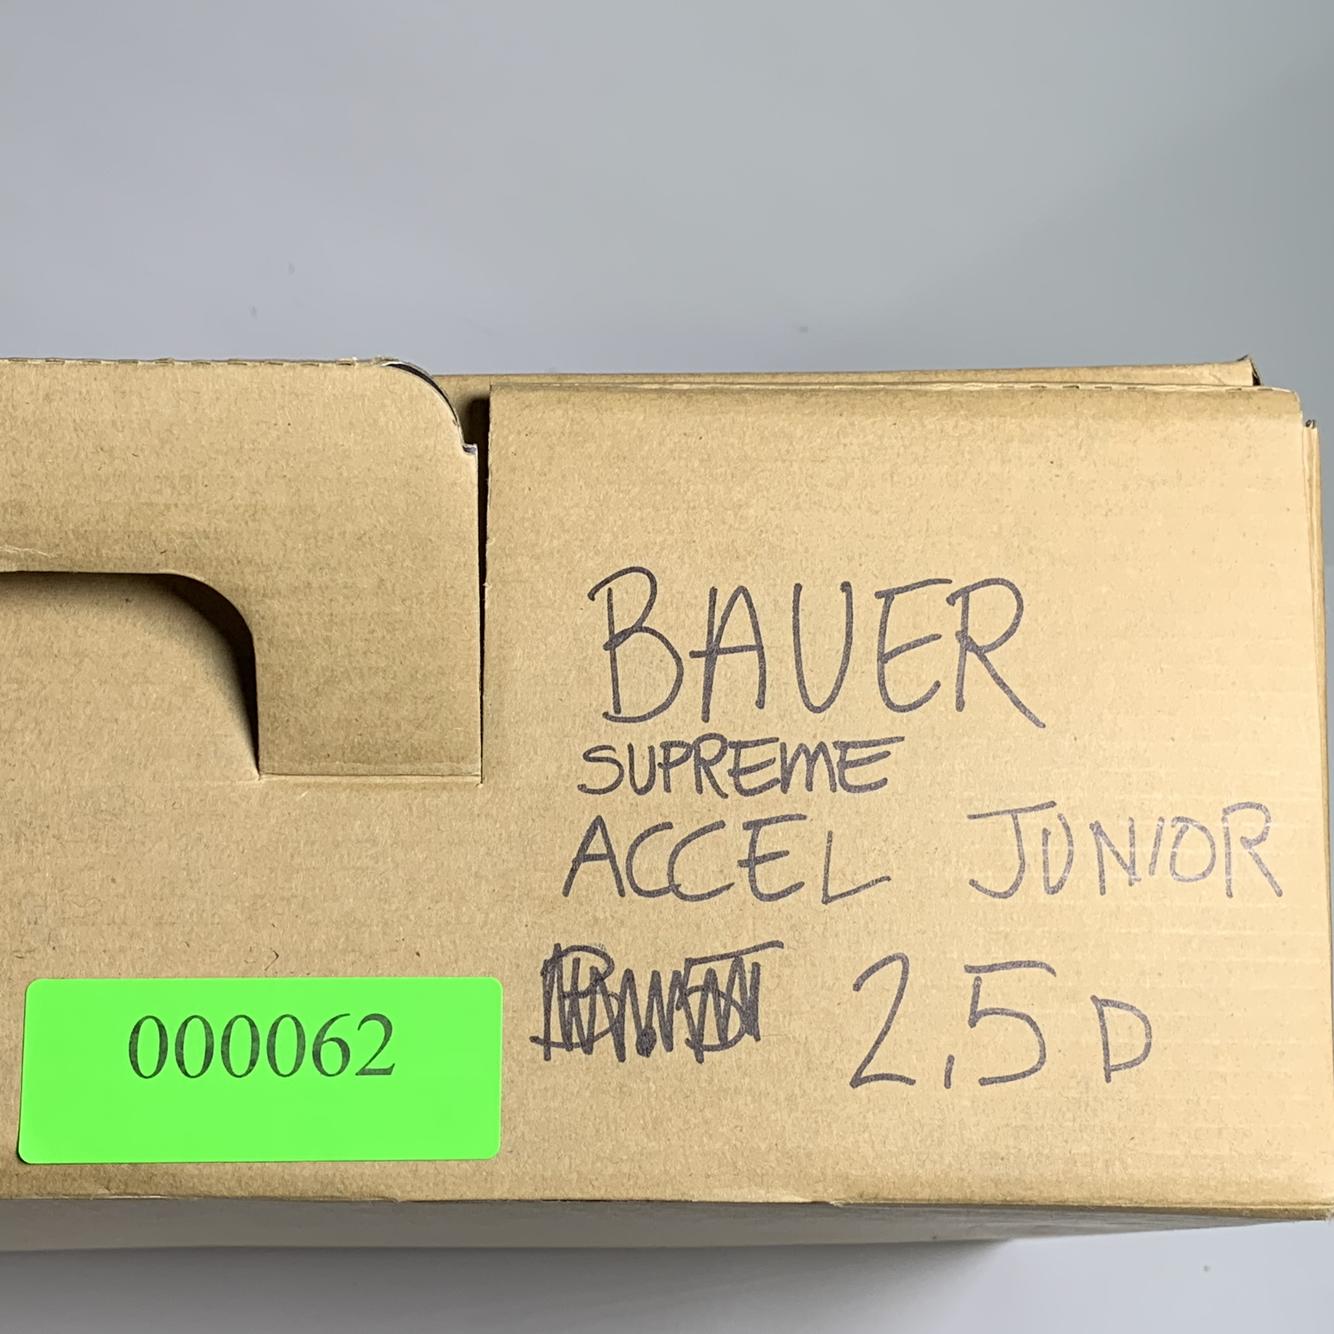 BAUER
SUPREME
ACCEL JUNIOR
2.5 D
000062